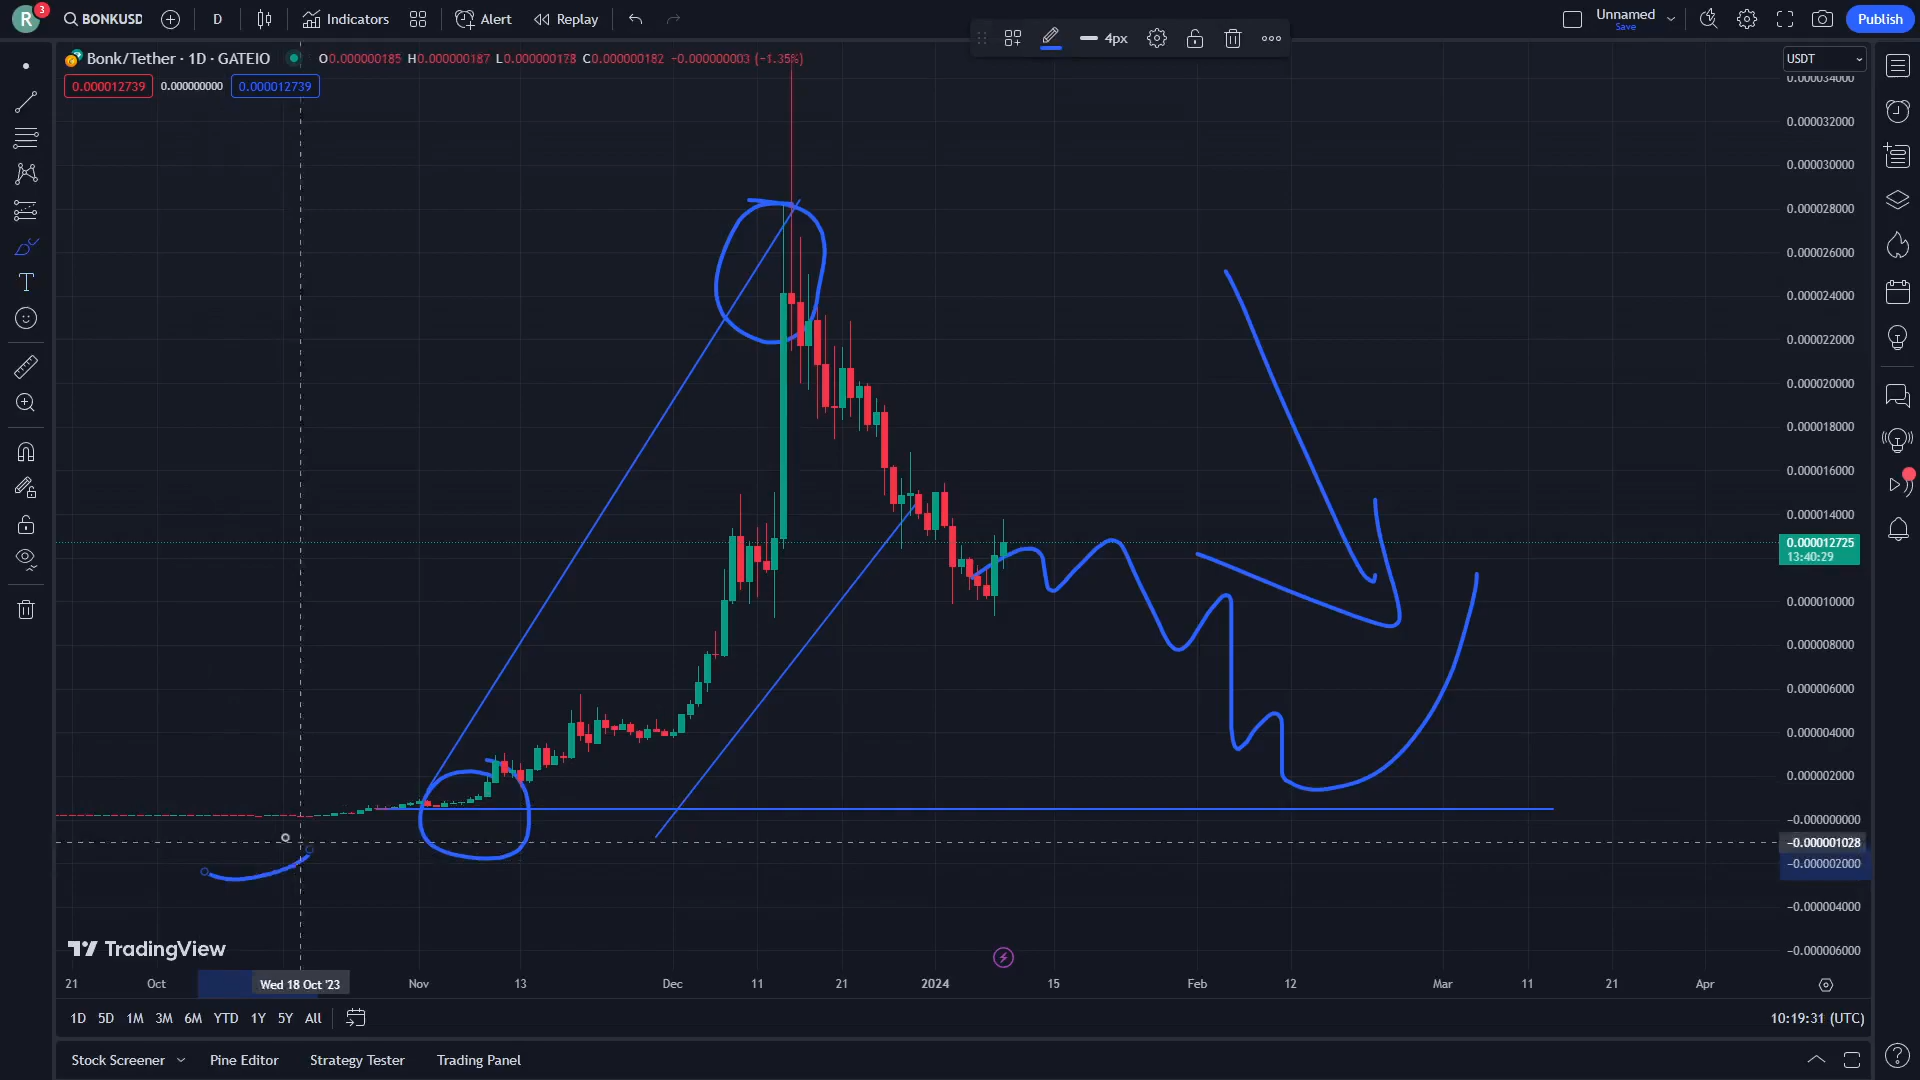 R 3 BONKUSD D Indicators Alert Replay Unnamed Save Publish
4px
Bonk/Tether · 1D · GATEIO O0.000000185 H0.000000187 L0.000000178 C0.000000182 −0.000000003 (−1.35%) USDT
0.000012739 0.000000000 0.000012739
0.000034000
0.000032000
0.000030000
0.000028000
0.000026000
0.000024000
0.000022000
0.000020000
0.000018000
0.000016000
0.000014000
0.000012725
13:40:29
0.000010000
0.000008000
0.000006000
0.000004000
0.000002000
−0.000000000
−0.000001028
−0.000002000
−0.000004000
−0.000006000
TradingView
21 Oct Wed 18 Oct '23 Nov 13 Dec 11 21 2024 15 Feb 12 Mar 11 21 Apr
1D 5D 1M 3M 6M YTD 1Y 5Y All 10:19:31 (UTC)
Stock Screener Pine Editor Strategy Tester Trading Panel